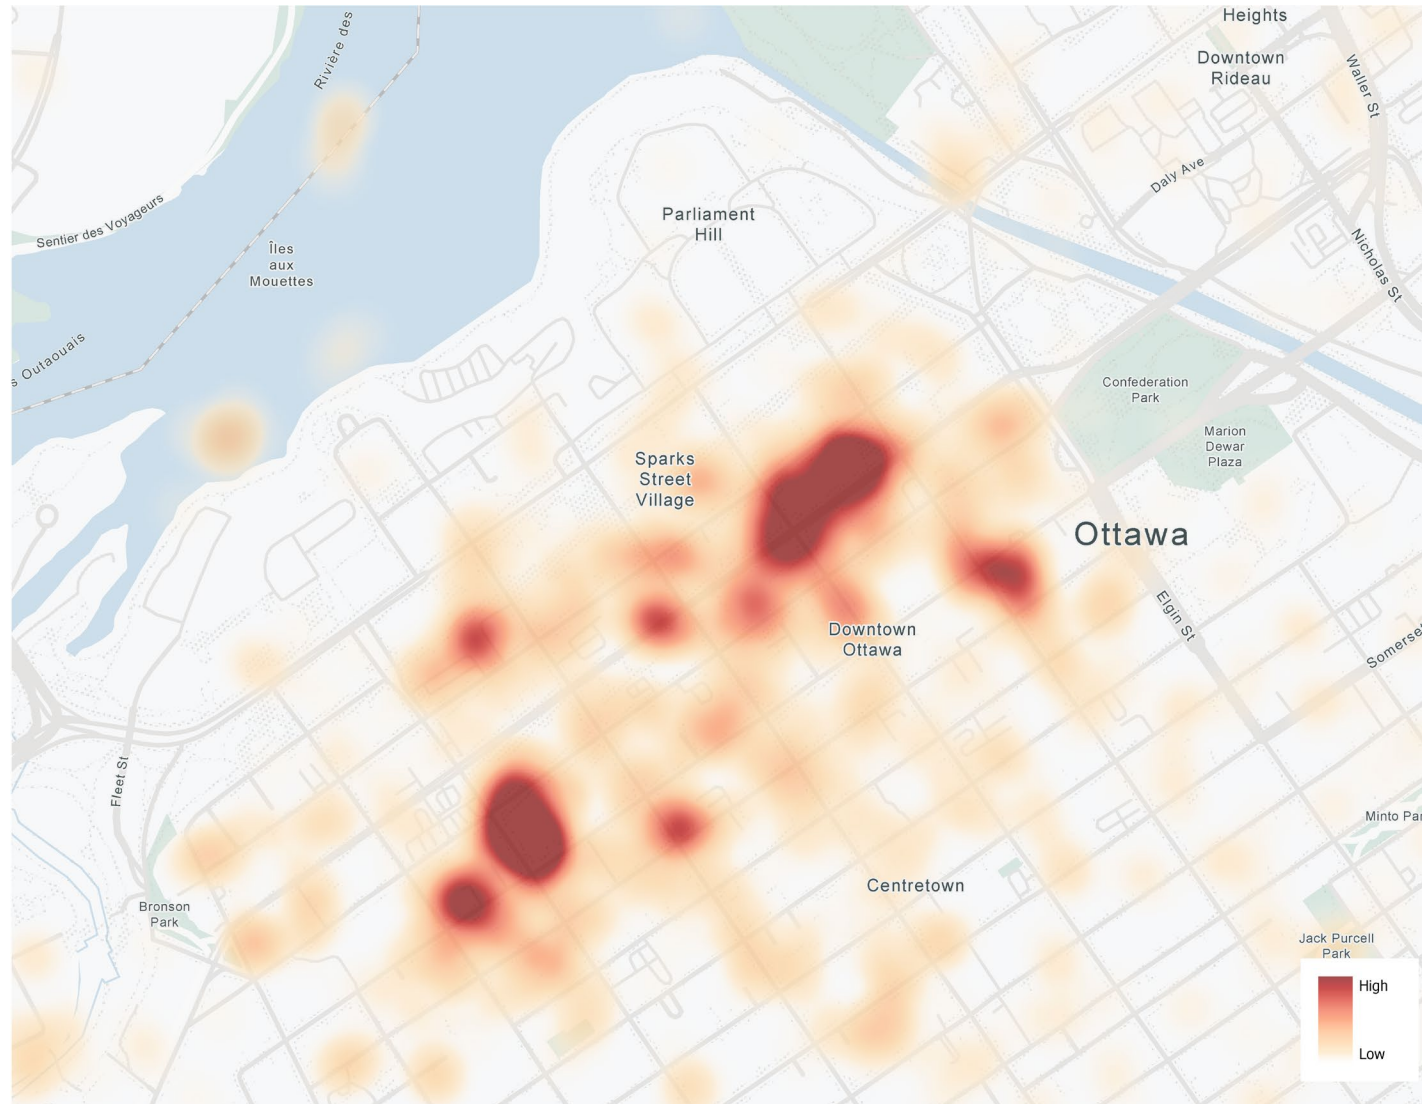 Heights
Rivière des
Downtown
Rideau
Waller St
Daly Ave
Sentier des Voyageurs
Parliament
Hill
Îles
aux
Mouettes
Nicholas St
s Outaouais
Confederation
Park
Marion
Dewar
Plaza
Sparks
Street
Village
Ottawa
Elgin St
Downtown
Ottawa
Somerset
Fleet St
Minto Par
Centretown
Bronson
Park
Jack Purcell
Park
High
Low